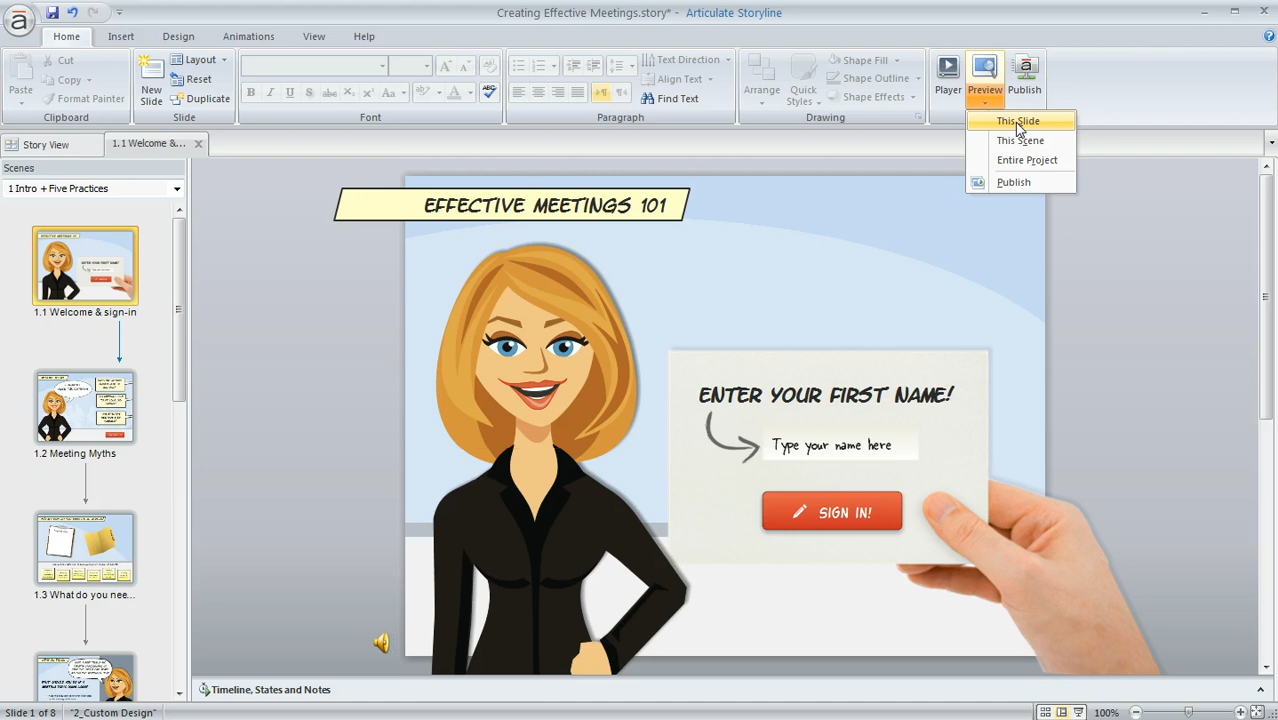 Creating Effective Meetings.story* - Articulate Storyline
Home Insert Design Animations View Help
Paste
Cut
Copy
Format Painter
Clipboard
New Slide
Layout
Reset
Duplicate
Slide
B I U S
Aa
A
ABC
Font
Text Direction
Align Text
Find Text
Paragraph
Arrange
Quick Styles
Shape Fill
Shape Outline
Shape Effects
Drawing
Player
Preview
Publish
This Slide
This Scene
Entire Project
Publish
Story View
1.1 Welcome &...
Scenes
1 Intro + Five Practices
1.1 Welcome & sign-in
1.2 Meeting Myths
1.3 What do you nee...
EFFECTIVE MEETINGS 101
ENTER YOUR FIRST NAME!
Type your name here
SIGN IN!
Timeline, States and Notes
Slide 1 of 8
"2_Custom Design"
100%